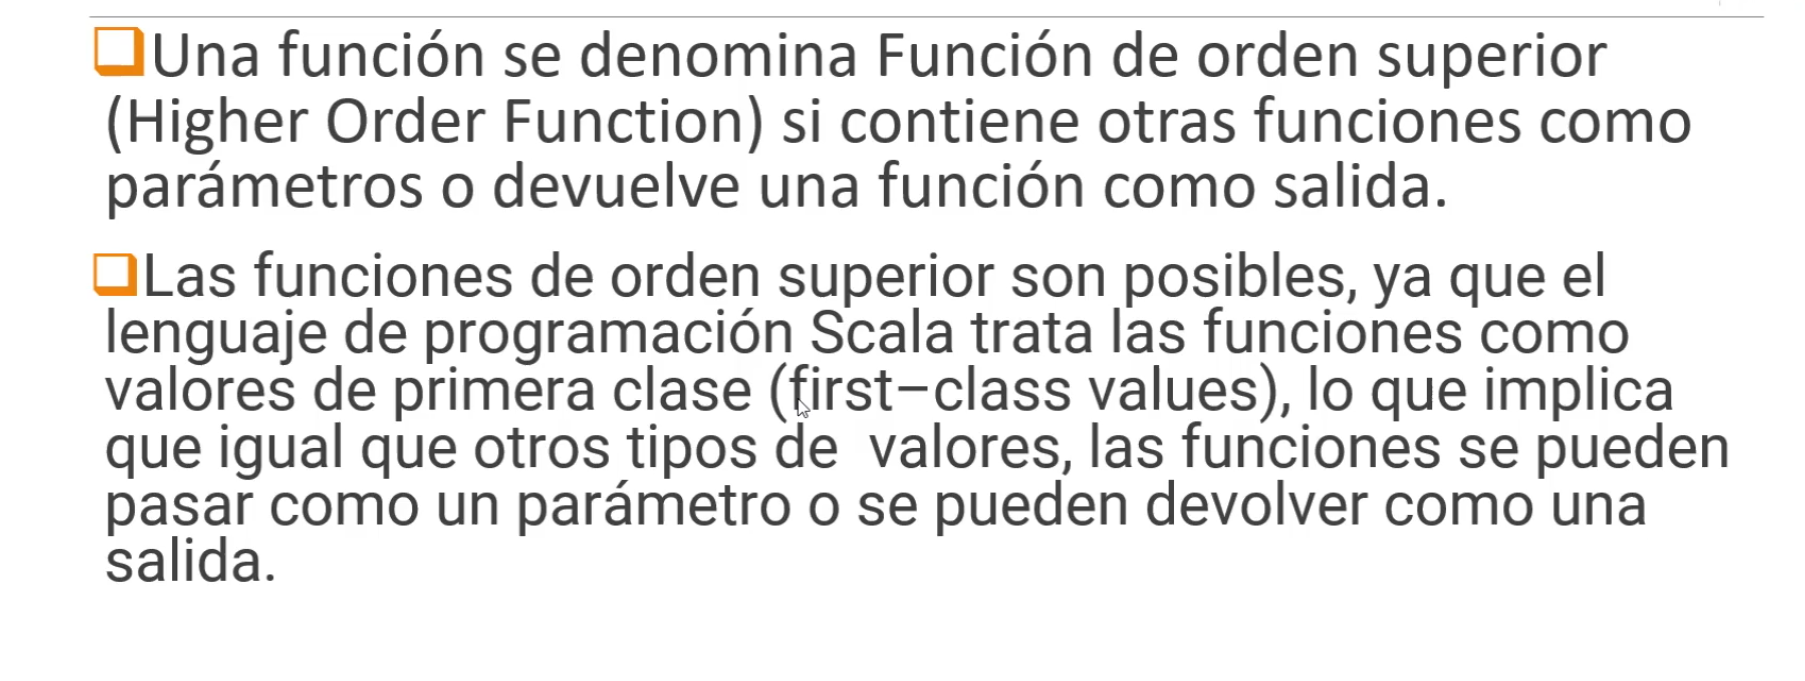 Una función se denomina Función de orden superior
(Higher Order Function) si contiene otras funciones como
parámetros o devuelve una función como salida.
Las funciones de orden superior son posibles, ya que el
lenguaje de programación Scala trata las funciones como
valores de primera clase (first–class values), lo que implica
que igual que otros tipos de  valores, las funciones se pueden
pasar como un parámetro o se pueden devolver como una
salida.